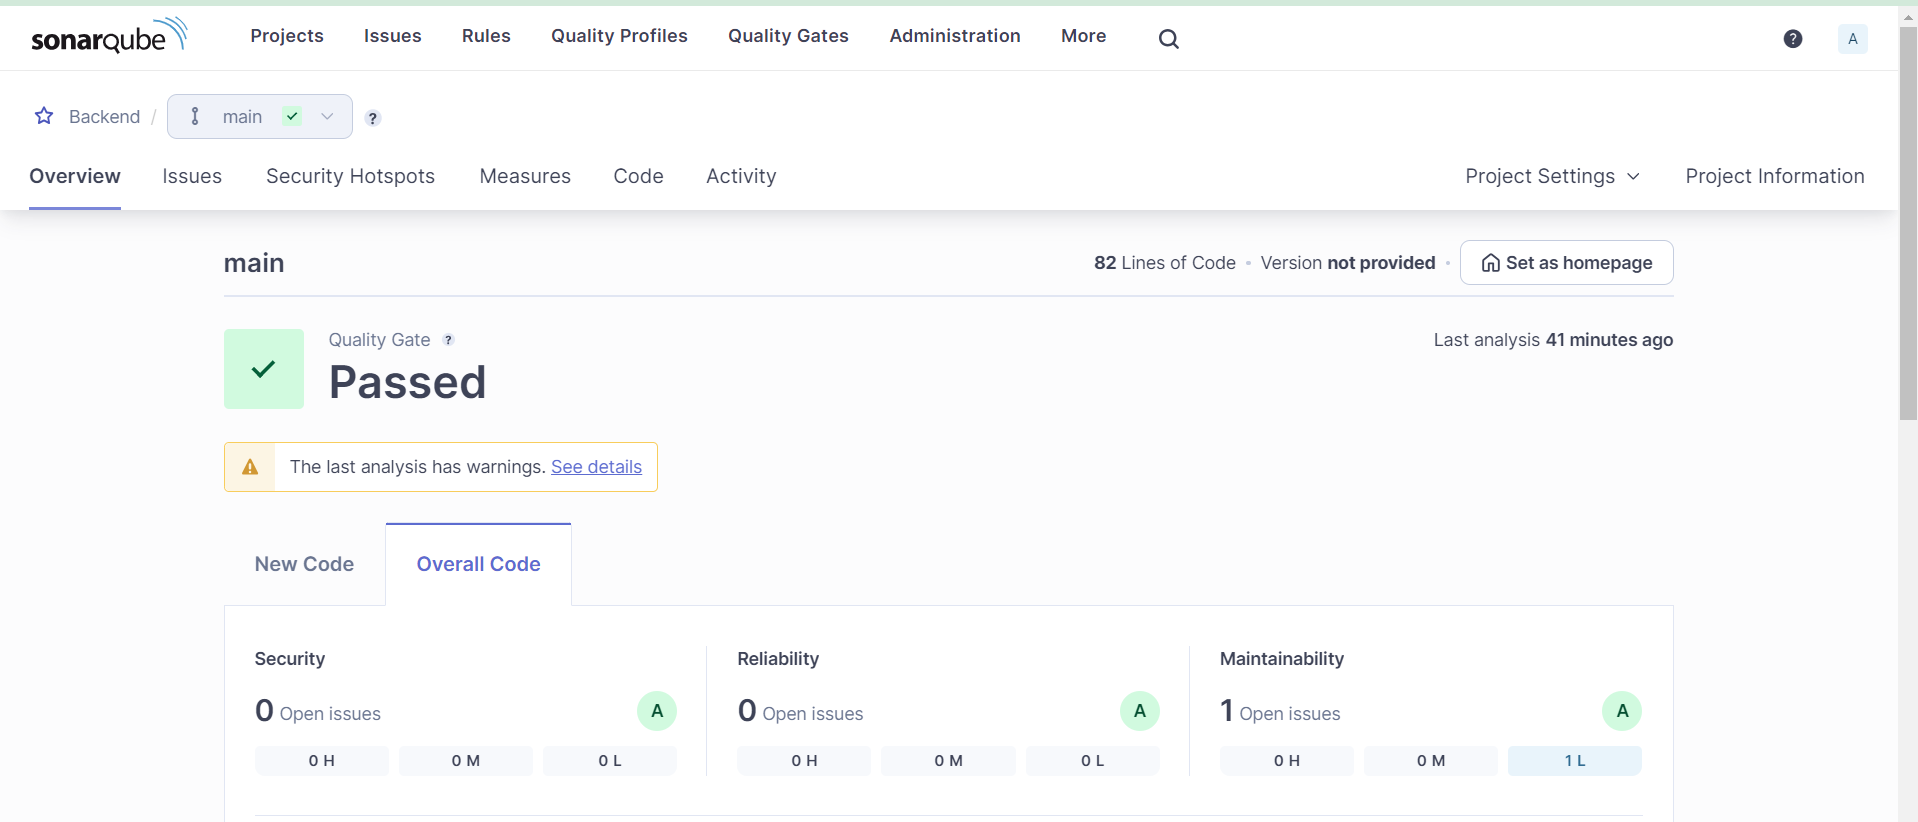 sonarqube Projects Issues Rules Quality Profiles Quality Gates Administration More ? A
Backend / main ?
Overview Issues Security Hotspots Measures Code Activity Project Settings Project Information
main 82 Lines of Code • Version not provided • Set as homepage
Quality Gate ? Last analysis 41 minutes ago
Passed
The last analysis has warnings. See details
New Code Overall Code
Security Reliability Maintainability
0 Open issues A 0 Open issues A 1 Open issues A
0 H 0 M 0 L 0 H 0 M 0 L 0 H 0 M 1 L